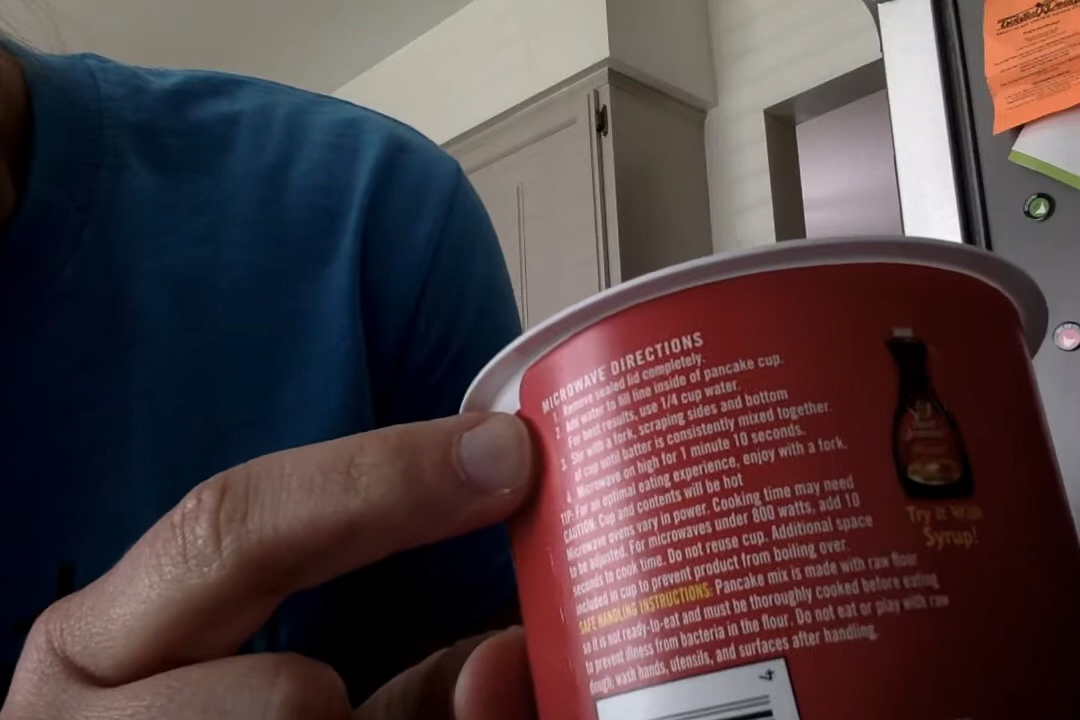 MICROWAVE DIRECTIONS
1. Remove sealed lid completely.
2. Add water to fill line inside of pancake cup.
For best results, use 1/4 cup water.
3. Stir with a fork, scraping sides and bottom
of cup until batter is consistently mixed together.
4. Microwave on high for 1 minute 10 seconds.
TIP: For an optimal eating experience, enjoy with a fork.
CAUTION: Cup and contents will be hot
Microwave ovens vary in power. Cooking time may need
to be adjusted. For microwaves under 800 watts, add 10
seconds to cook time. Do not reuse cup. Additional space
included in cup to prevent product from boiling over.
SAFE HANDLING INSTRUCTIONS: Pancake mix is made with raw flour
so it is not ready-to-eat and must be thoroughly cooked before eating
to prevent illness from bacteria in the flour. Do not eat or play with raw
dough; wash hands, utensils, and surfaces after handling.
Try it With
Syrup!